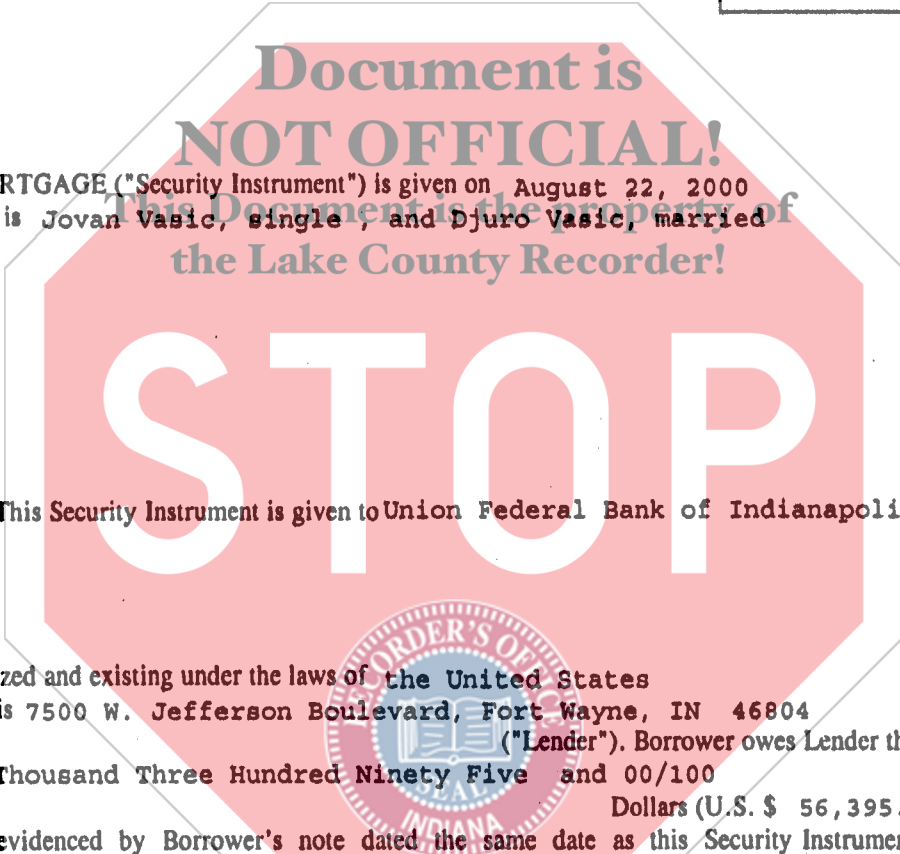 Document is
NOT OFFICIAL!
RTGAGE ("Security Instrument") is given on August 22, 2000
This Document is the property of
is Jovan Vasic, single , and Djuro Vasic, married
the Lake County Recorder!
STOP
This Security Instrument is given to Union Federal Bank of Indianapoli
RECORDER'S OFFICE
zed and existing under the laws of the United States
is 7500 W. Jefferson Boulevard, Fort Wayne, IN 46804
("Lender"). Borrower owes Lender th
Thousand Three Hundred Ninety Five and 00/100
SEAL
Dollars (U.S. $ 56,395.
INDIANA
evidenced by Borrower's note dated the same date as this Security Instrumen